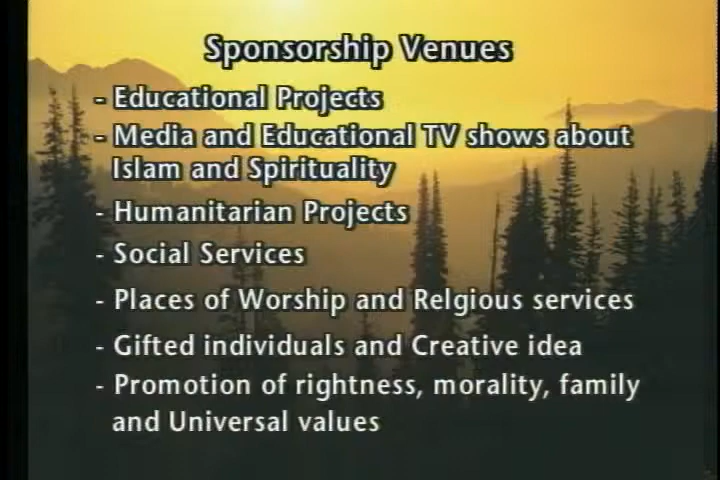 Sponsorship Venues
- Educational Projects
- Media and Educational TV shows about
Islam and Spirituality
- Humanitarian Projects
- Social Services
- Places of Worship and Relgious services
- Gifted individuals and Creative idea
- Promotion of rightness, morality, family
and Universal values